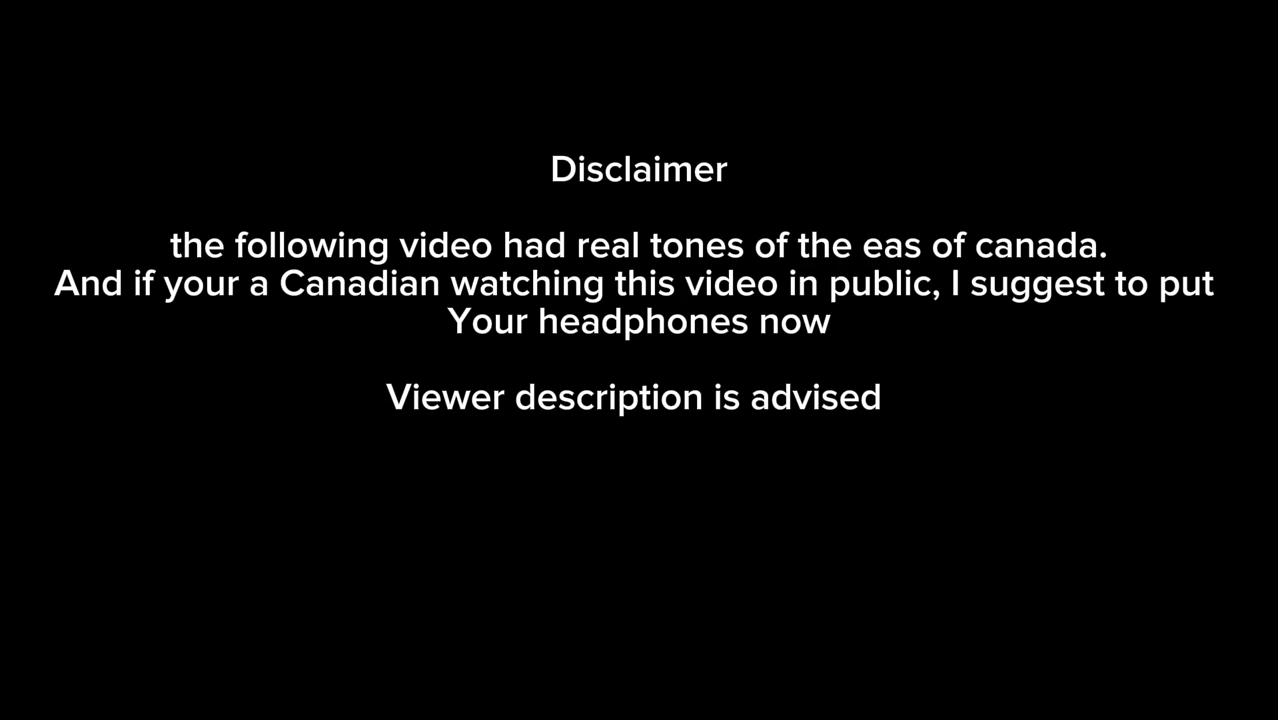 Disclaimer
the following video had real tones of the eas of canada.
And if your a Canadian watching this video in public, I suggest to put
Your headphones now
Viewer description is advised